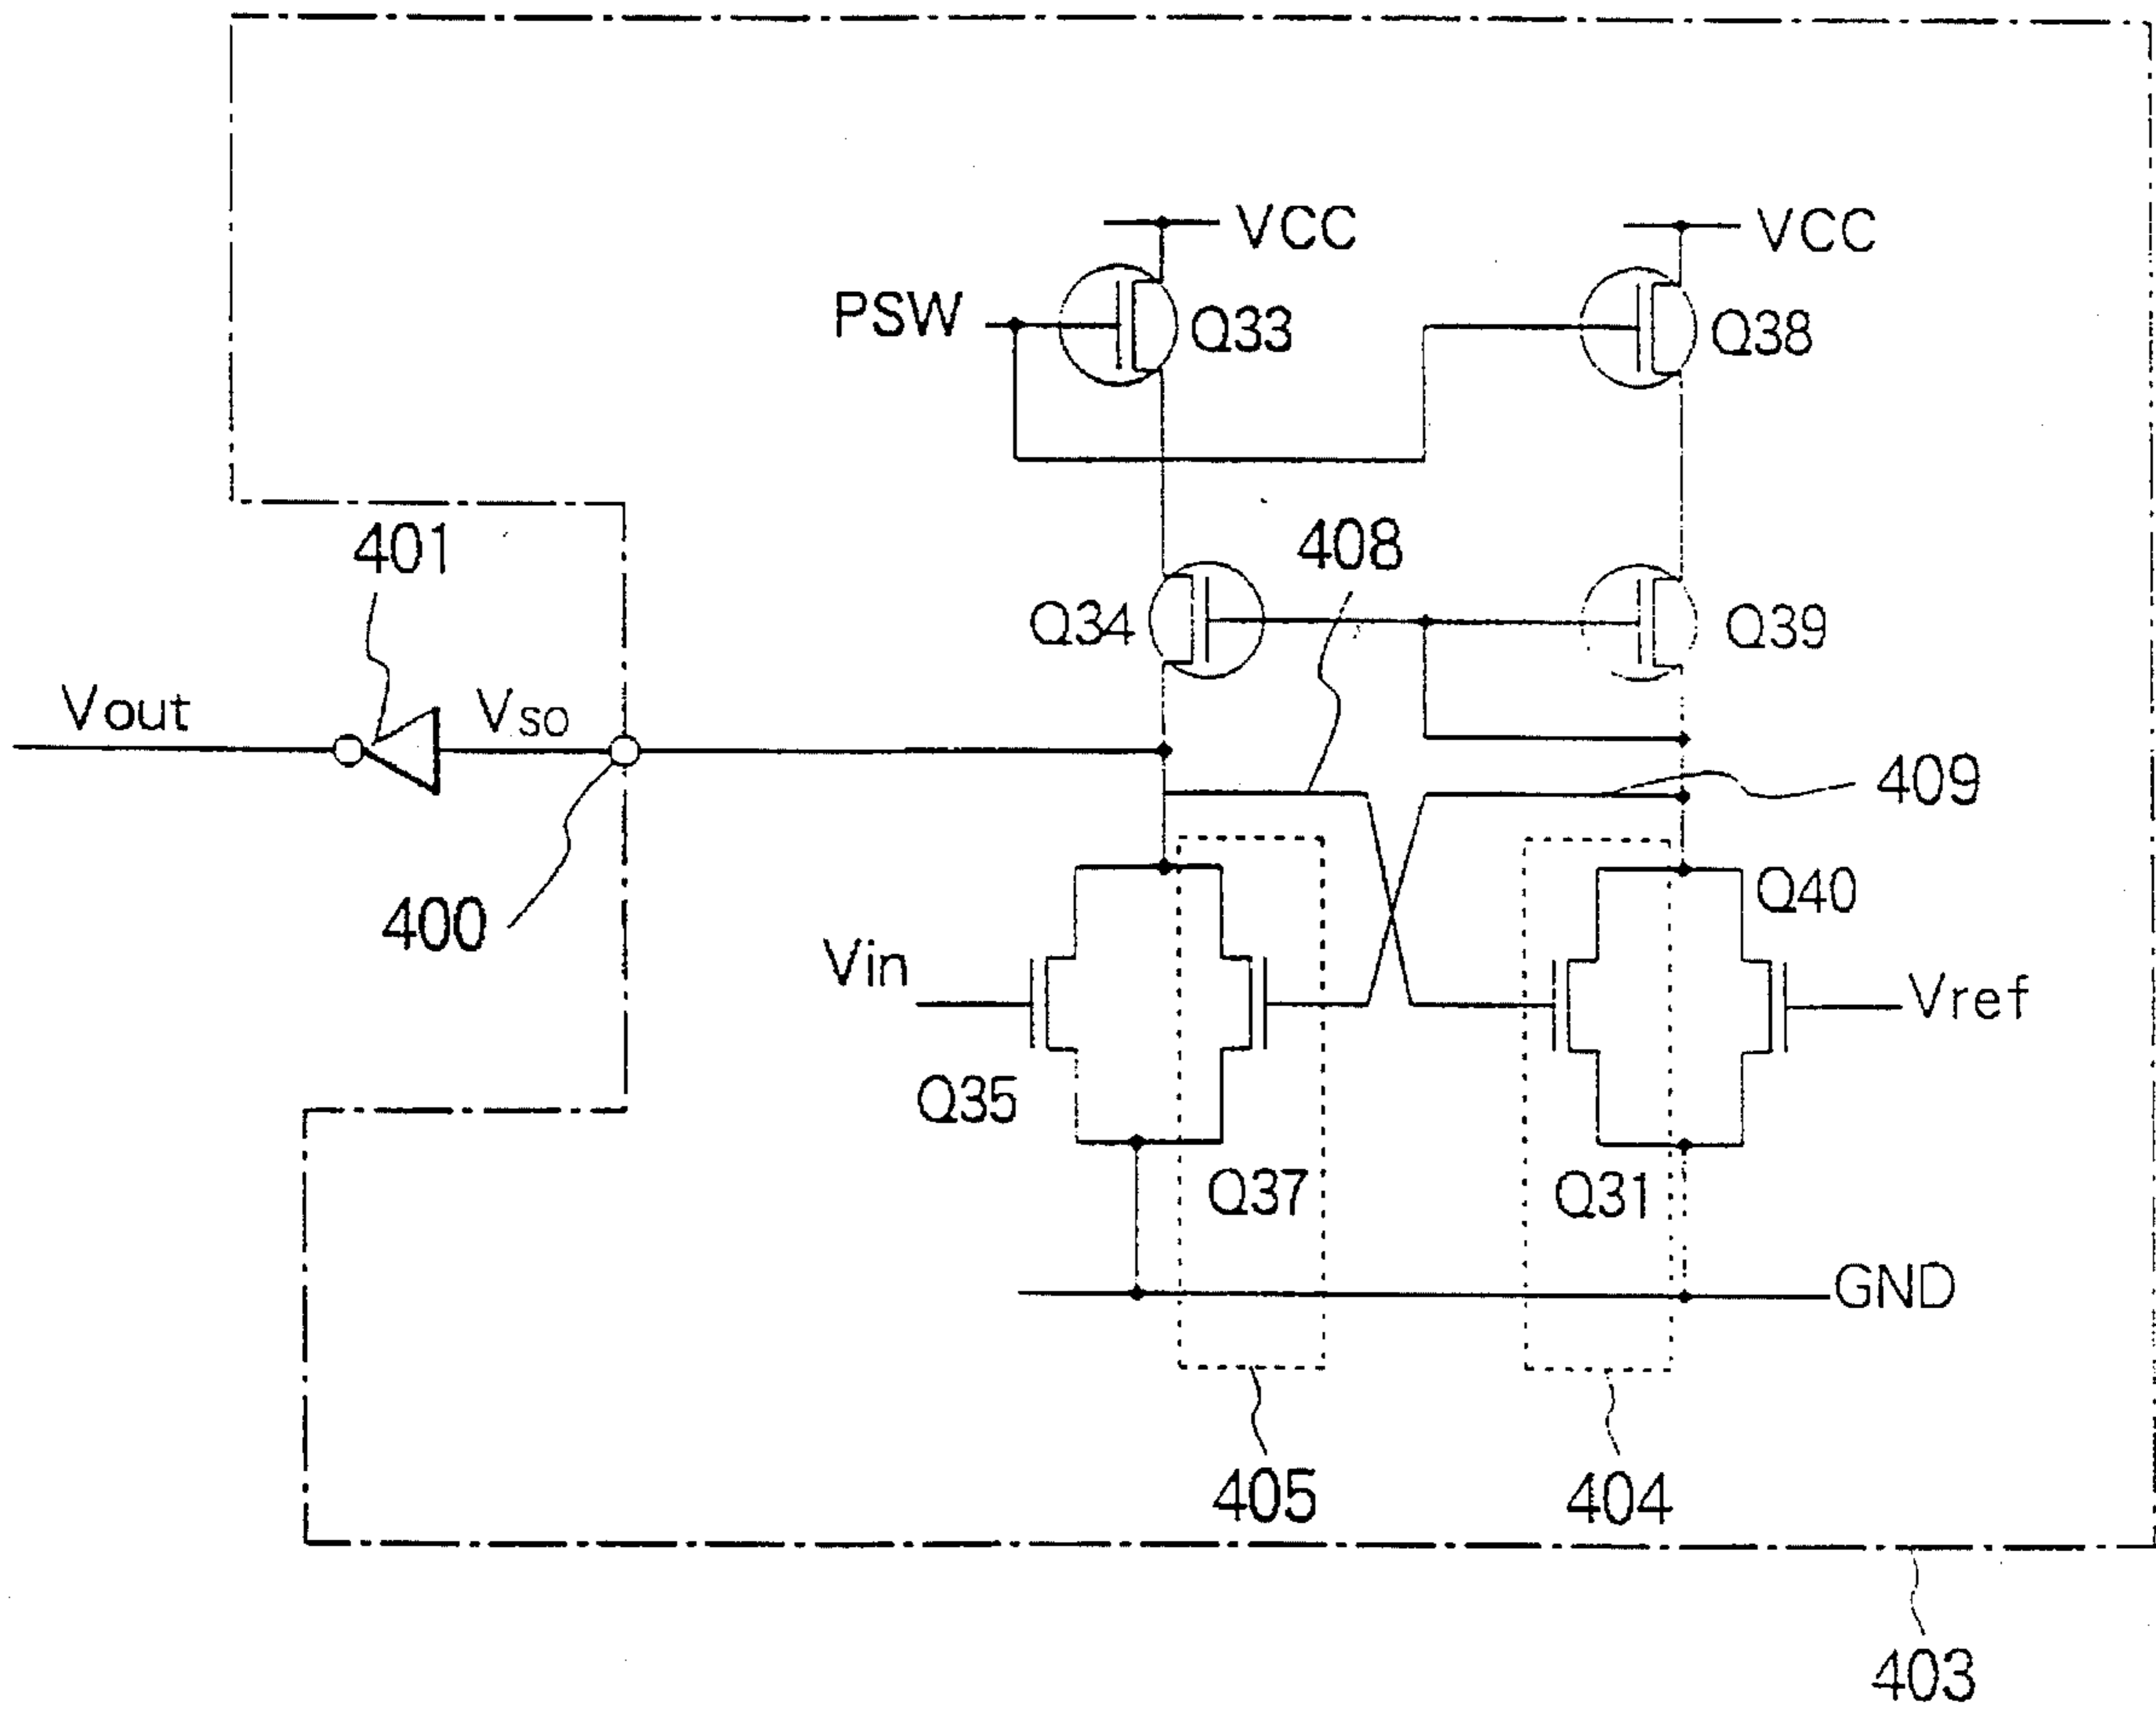 VCC
VCC
PSW
Q33
Q38
401
408
Q34
Q39
Vout
Vso
409
400
Q40
Vin
Vref
Q35
Q37
Q31
GND
405
404
403